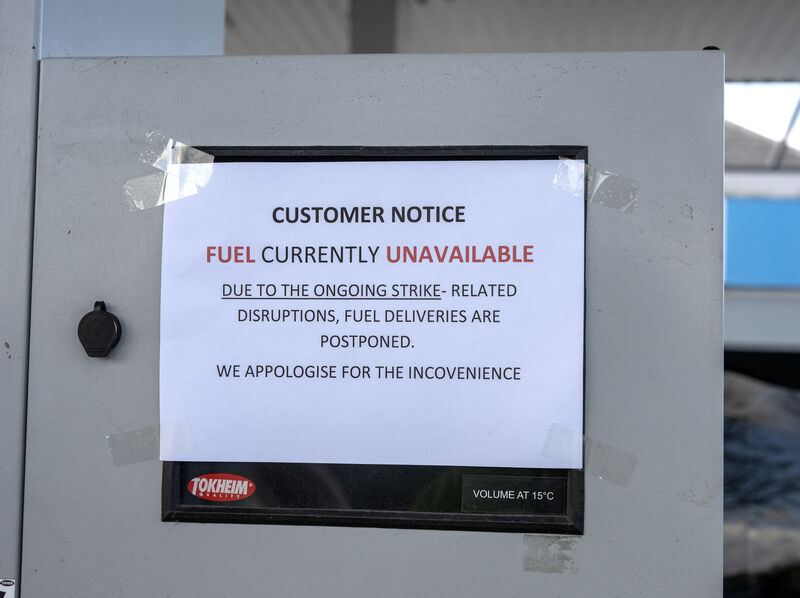 CUSTOMER NOTICE
FUEL CURRENTLY UNAVAILABLE
DUE TO THE ONGOING STRIKE- RELATED
DISRUPTIONS, FUEL DELIVERIES ARE
POSTPONED.
WE APPOLOGISE FOR THE INCOVENIENCE
TOKHEIM
QUALITY
VOLUME AT 15°C